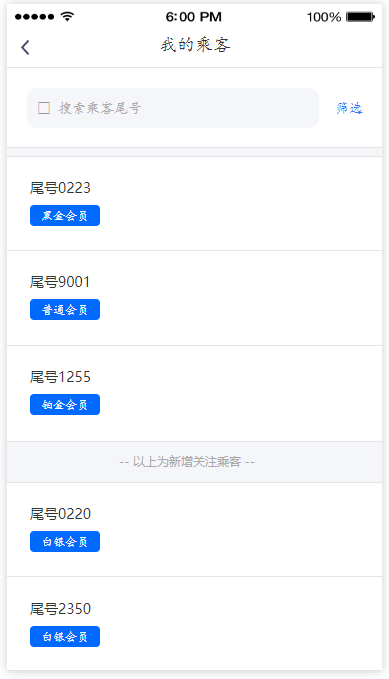 6:00 PM
100%
我的乘客
搜索乘客尾号
筛选
尾号0223
黑金会员
尾号9001
普通会员
尾号1255
铂金会员
-- 以上为新增关注乘客 --
尾号0220
白银会员
尾号2350
白银会员